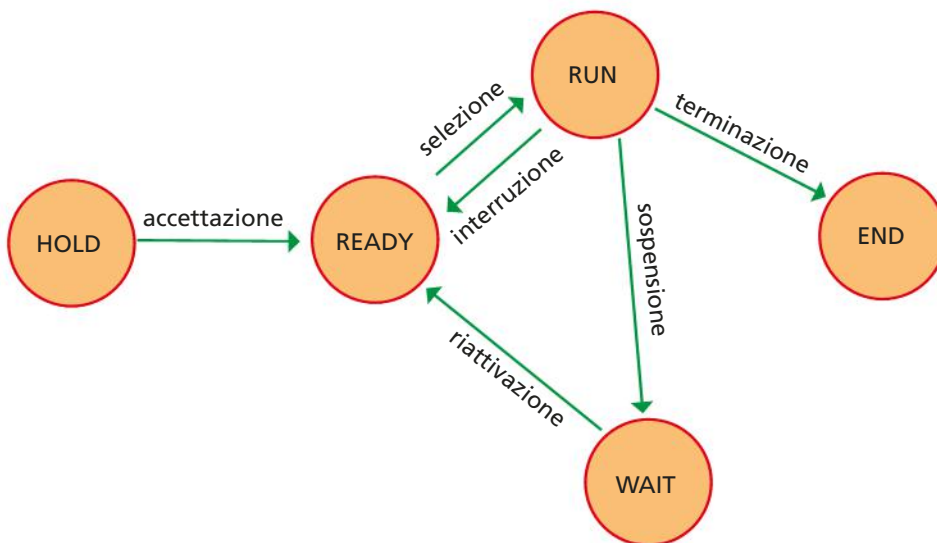 RUN
selezione
terminazione
interruzione
accettazione
HOLD
READY
sospensione
END
riattivazione
WAIT